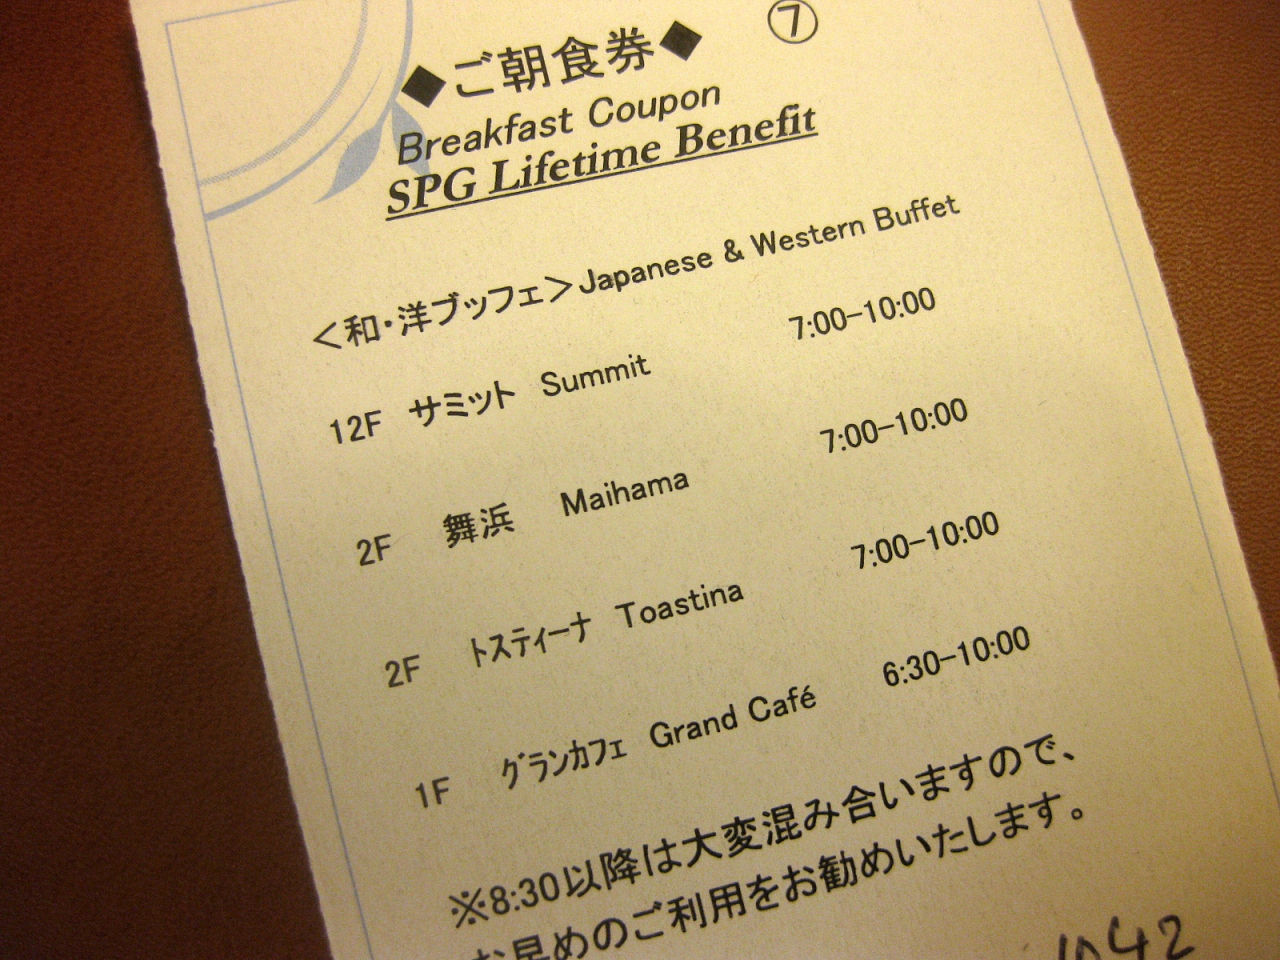 ◆ご朝食券◆ ⑦
Breakfast Coupon
SPG Lifetime Benefit
＜和・洋ブッフェ＞Japanese & Western Buffet
12F サミット Summit 7:00-10:00
2F 舞浜 Maihama 7:00-10:00
2F トスティーナ Toastina 7:00-10:00
1F グランカフェ Grand Café 6:30-10:00
※8:30以降は大変混み合いますので、
お早めのご利用をお勧めいたします。